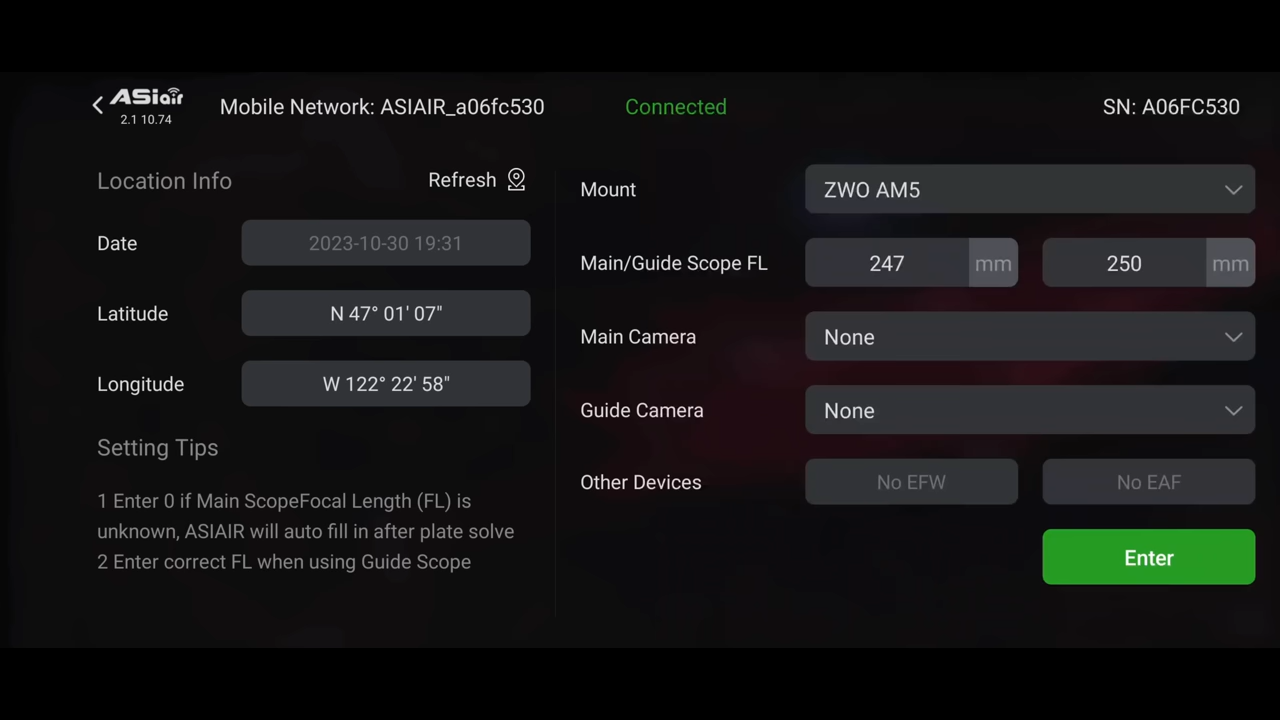 ASiair
2.1 10.74
Mobile Network: ASIAIR_a06fc530
Connected
SN: A06FC530
Location Info
Refresh
Date
2023-10-30 19:31
Latitude
N 47° 01' 07"
Longitude
W 122° 22' 58"
Setting Tips
1 Enter 0 if Main ScopeFocal Length (FL) is
unknown, ASIAIR will auto fill in after plate solve
2 Enter correct FL when using Guide Scope
Mount
ZWO AM5
Main/Guide Scope FL
247 mm
250 mm
Main Camera
None
Guide Camera
None
Other Devices
No EFW
No EAF
Enter